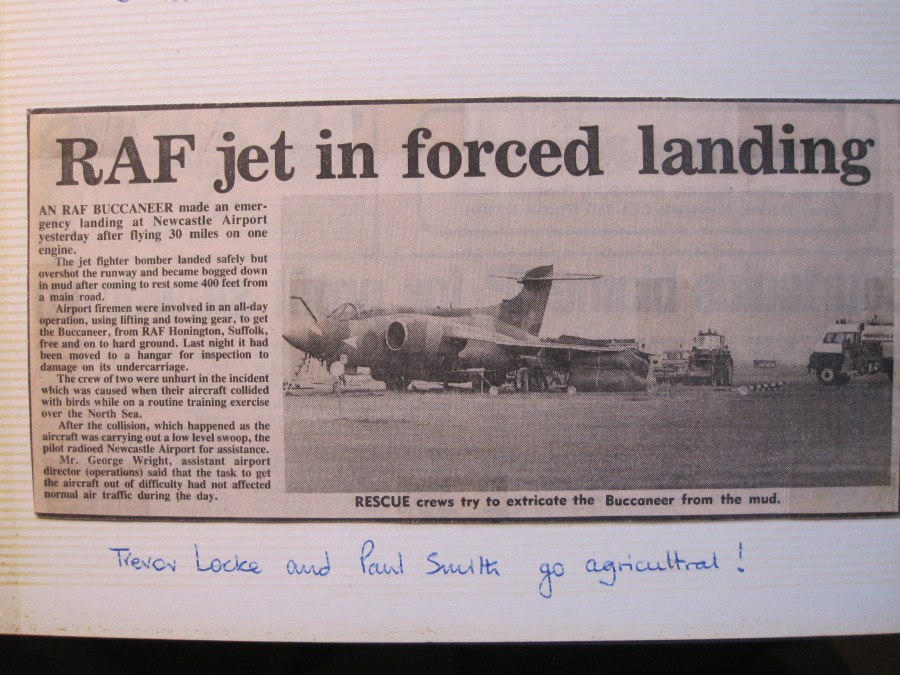 RAF jet in forced landing
AN RAF BUCCANEER made an emer-
gency landing at Newcastle Airport
yesterday after flying 30 miles on one
engine.
The jet fighter bomber landed safely but
overshot the runway and became bogged down
in mud after coming to rest some 400 feet from
a main road.
Airport firemen were involved in an all-day
operation, using lifting and towing gear, to get
the Buccaneer, from RAF Honington, Suffolk,
free and on to hard ground. Last night it had
been moved to a hangar for inspection to
damage on its undercarriage.
The crew of two were unhurt in the incident
which was caused when their aircraft collided
with birds while on a routine training exercise
over the North Sea.
After the collision, which happened as the
aircraft was carrying out a low level swoop, the
pilot radioed Newcastle Airport for assistance.
Mr. George Wright, assistant airport
director (operations) said that the task to get
the aircraft out of difficulty had not affected
normal air traffic during the day.
RESCUE crews try to extricate the Buccaneer from the mud.
Trevor Locke and Paul Smith go agricultral!